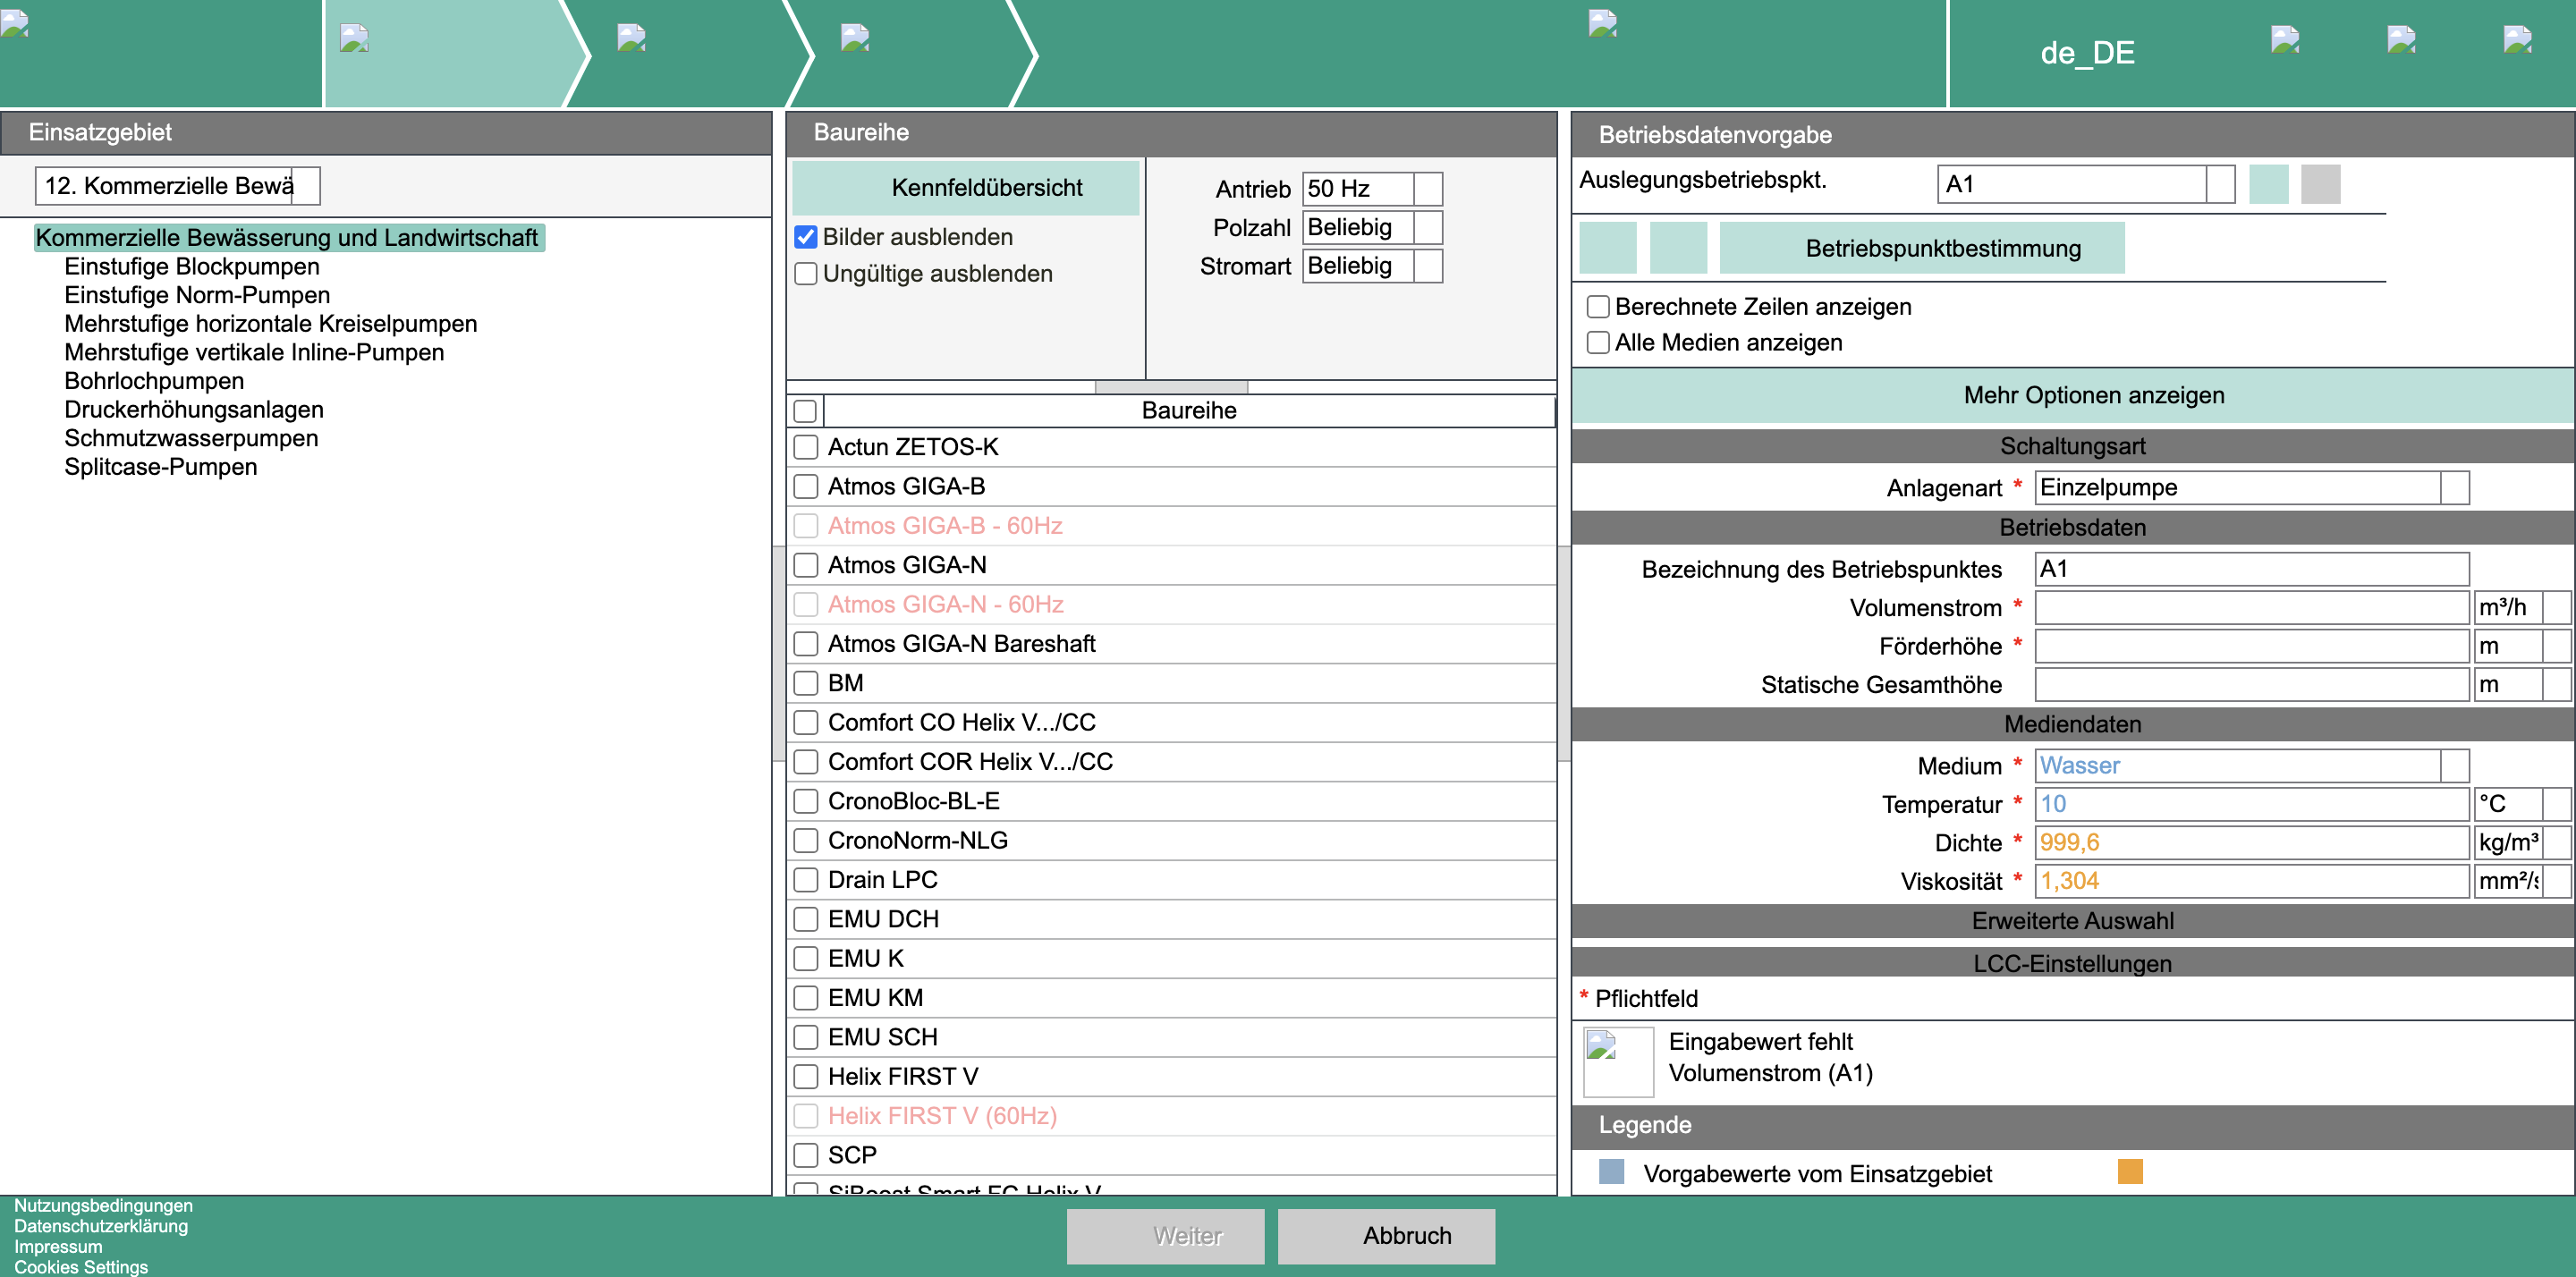 de_DE
Einsatzgebiet
12. Kommerzielle Bewä
Kommerzielle Bewässerung und Landwirtschaft
Einstufige Blockpumpen
Einstufige Norm-Pumpen
Mehrstufige horizontale Kreiselpumpen
Mehrstufige vertikale Inline-Pumpen
Bohrlochpumpen
Druckerhöhungsanlagen
Schmutzwasserpumpen
Splitcase-Pumpen
Baureihe
Kennfeldübersicht
Bilder ausblenden
Ungültige ausblenden
Antrieb 50 Hz
Polzahl Beliebig
Stromart Beliebig
Baureihe
Actun ZETOS-K
Atmos GIGA-B
Atmos GIGA-B - 60Hz
Atmos GIGA-N
Atmos GIGA-N - 60Hz
Atmos GIGA-N Bareshaft
BM
Comfort CO Helix V.../CC
Comfort COR Helix V.../CC
CronoBloc-BL-E
CronoNorm-NLG
Drain LPC
EMU DCH
EMU K
EMU KM
EMU SCH
Helix FIRST V
Helix FIRST V (60Hz)
SCP
SiBoost Smart FC Helix V
Betriebsdatenvorgabe
Auslegungsbetriebspkt. A1
Betriebspunktbestimmung
Berechnete Zeilen anzeigen
Alle Medien anzeigen
Mehr Optionen anzeigen
Schaltungsart
Anlagenart * Einzelpumpe
Betriebsdaten
Bezeichnung des Betriebspunktes A1
Volumenstrom * m³/h
Förderhöhe * m
Statische Gesamthöhe m
Mediendaten
Medium * Wasser
Temperatur * 10 °C
Dichte * 999,6 kg/m³
Viskosität * 1,304 mm²/s
Erweiterte Auswahl
LCC-Einstellungen
* Pflichtfeld
Eingabewert fehlt
Volumenstrom (A1)
Legende
Vorgabewerte vom Einsatzgebiet
Nutzungsbedingungen
Datenschutzerklärung
Impressum
Cookies Settings
Weiter
Abbruch